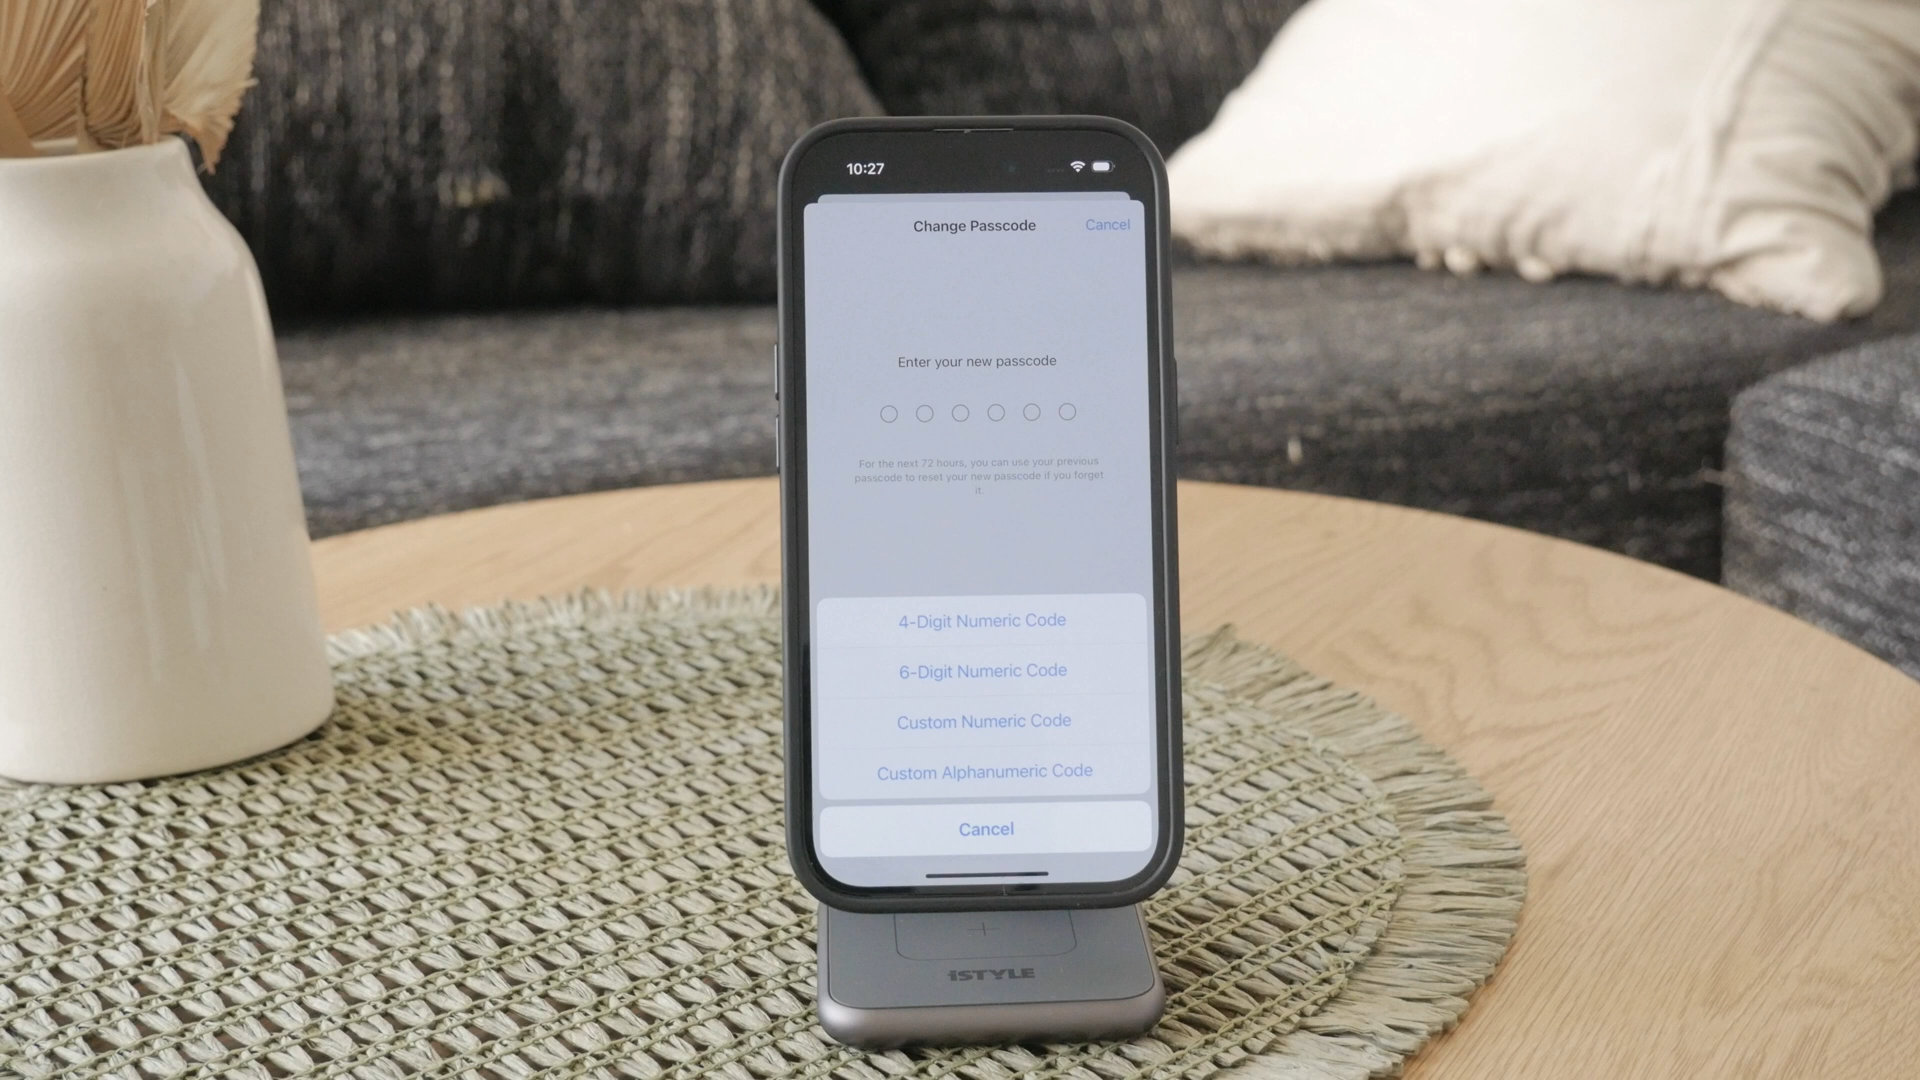 10:27
Change Passcode
Cancel
Enter your new passcode
For the next 72 hours, you can use your previous
passcode to reset your new passcode if you forget
it.
4-Digit Numeric Code
6-Digit Numeric Code
Custom Numeric Code
Custom Alphanumeric Code
Cancel
iSTYLE